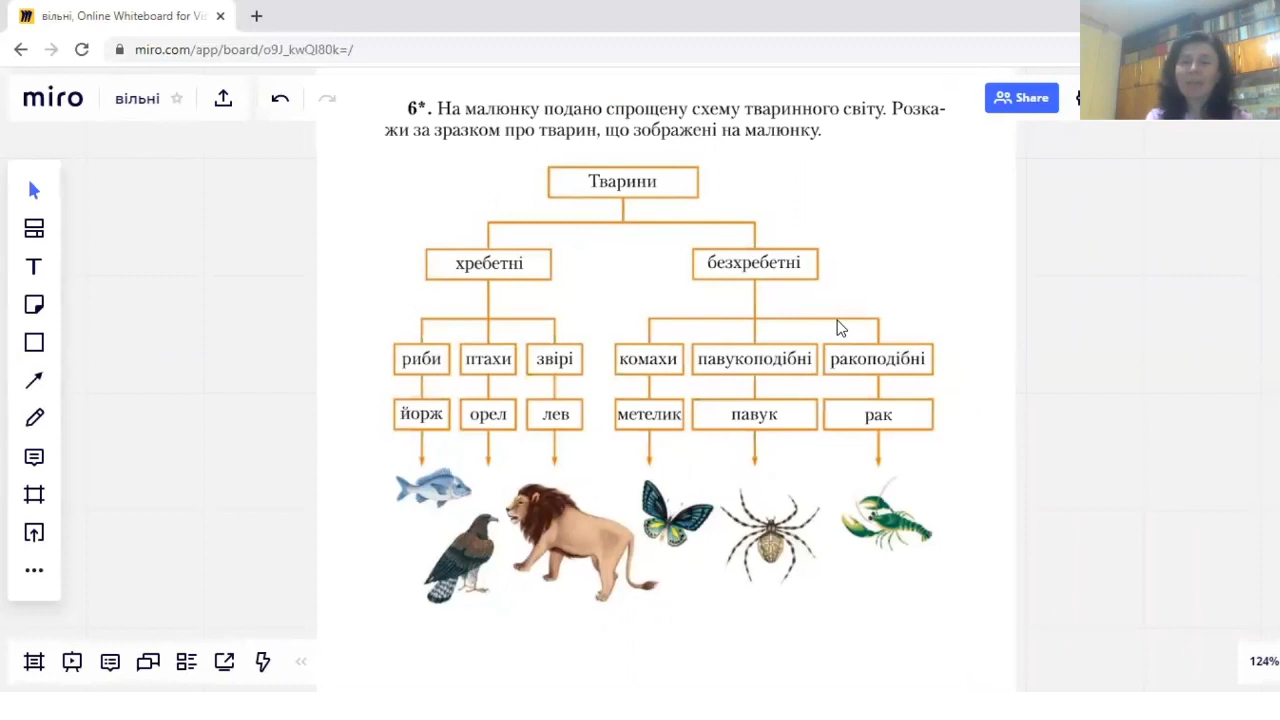 вільні, Online Whiteboard for Vis
miro.com/app/board/o9J_kwQl80k=/
miro
вільні
Share
6*. На малюнку подано спрощену схему тваринного світу. Розка-
жи за зразком про тварин, що зображені на малюнку.
Тварини
хребетні безхребетні
риби птахи звірі комахи павукоподібні ракоподібні
йорж орел лев метелик павук рак
124%